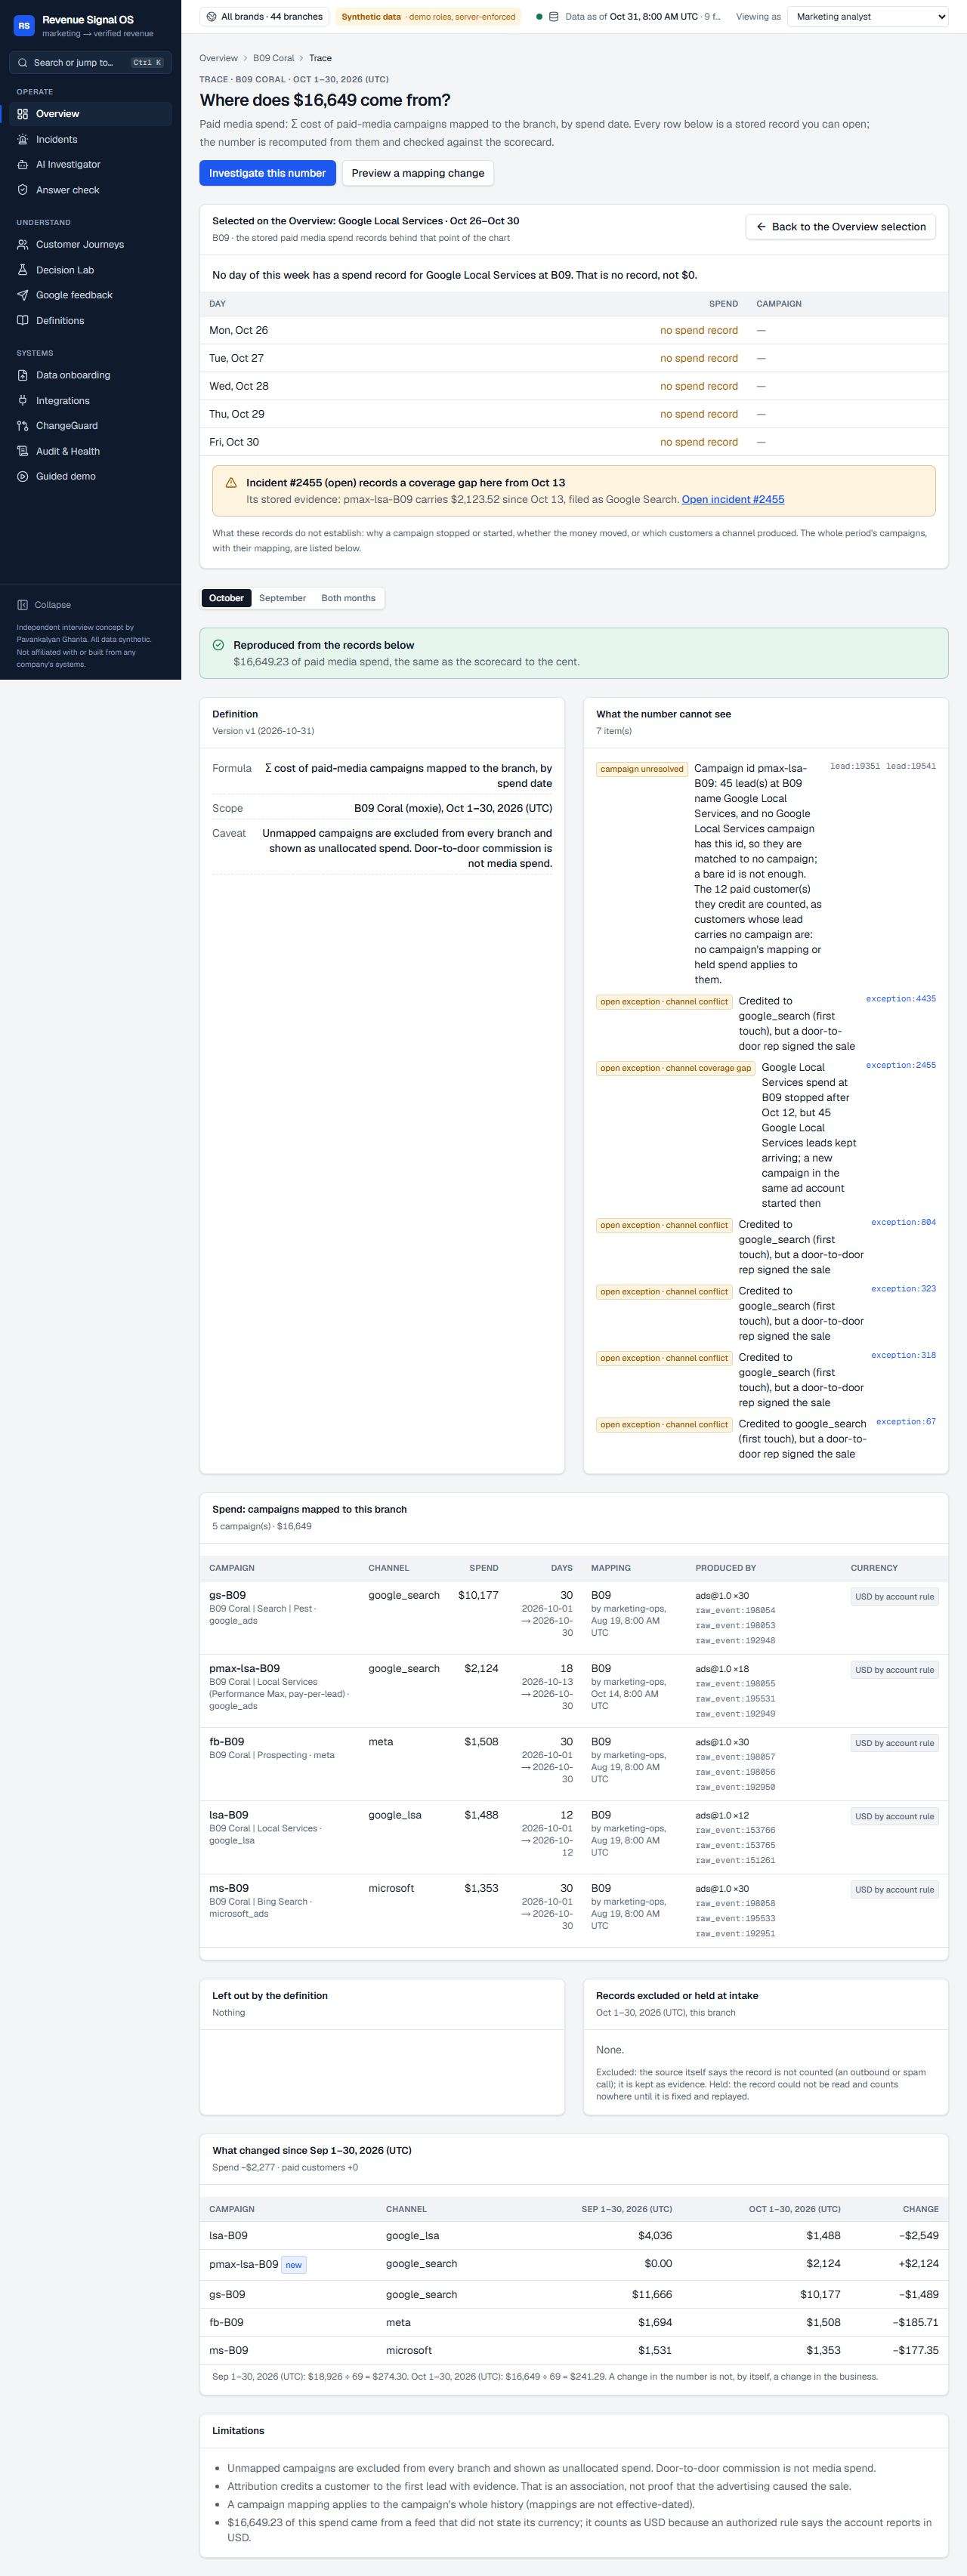 RS
Revenue Signal OS
marketing → verified revenue
Search or jump to...
Ctrl K
OPERATE
Overview
Incidents
AI Investigator
Answer check
UNDERSTAND
Customer Journeys
Decision Lab
Google feedback
Definitions
SYSTEMS
Data onboarding
Integrations
ChangeGuard
Audit & Health
Guided demo
Collapse
Independent interview concept by
Pavankalyan Ghanta. All data synthetic.
Not affiliated with or built from any
company's systems.
All brands · 44 branches
Synthetic data · demo roles, server-enforced
Data as of Oct 31, 8:00 AM UTC · 9 f...
Viewing as
Marketing analyst
Overview > B09 Coral > Trace
TRACE · B09 CORAL · OCT 1–30, 2026 (UTC)
Where does $16,649 come from?
Paid media spend: Σ cost of paid-media campaigns mapped to the branch, by spend date. Every row below is a stored record you can open;
the number is recomputed from them and checked against the scorecard.
Investigate this number
Preview a mapping change
Selected on the Overview: Google Local Services · Oct 26–Oct 30
B09 · the stored paid media spend records behind that point of the chart
← Back to the Overview selection
No day of this week has a spend record for Google Local Services at B09. That is no record, not $0.
DAY SPEND CAMPAIGN
Mon, Oct 26 no spend record —
Tue, Oct 27 no spend record —
Wed, Oct 28 no spend record —
Thu, Oct 29 no spend record —
Fri, Oct 30 no spend record —
Incident #2455 (open) records a coverage gap here from Oct 13
Its stored evidence: pmax-lsa-B09 carries $2,123.52 since Oct 13, filed as Google Search. Open incident #2455
What these records do not establish: why a campaign stopped or started, whether the money moved, or which customers a channel produced. The whole period's campaigns,
with their mapping, are listed below.
October September Both months
Reproduced from the records below
$16,649.23 of paid media spend, the same as the scorecard to the cent.
Definition
Version v1 (2026-10-31)
Formula Σ cost of paid-media campaigns mapped to the branch, by
spend date
Scope B09 Coral (moxie), Oct 1–30, 2026 (UTC)
Caveat Unmapped campaigns are excluded from every branch and
shown as unallocated spend. Door-to-door commission is
not media spend.
What the number cannot see
7 item(s)
campaign unresolved Campaign id pmax-lsa- lead:19351 lead:19541
B09: 45 lead(s) at B09
name Google Local
Services, and no Google
Local Services campaign
has this id, so they are
matched to no campaign;
a bare id is not enough.
The 12 paid customer(s)
they credit are counted, as
customers whose lead
carries no campaign are:
no campaign's mapping or
held spend applies to
them.
open exception · channel conflict Credited to exception:4435
google_search (first
touch), but a door-to-
door rep signed the sale
open exception · channel coverage gap Google Local exception:2455
Services spend at
B09 stopped after
Oct 12, but 45
Google Local
Services leads kept
arriving; a new
campaign in the
same ad account
started then
open exception · channel conflict Credited to exception:804
google_search (first
touch), but a door-to-door
rep signed the sale
open exception · channel conflict Credited to exception:323
google_search (first
touch), but a door-to-door
rep signed the sale
open exception · channel conflict Credited to exception:318
google_search (first
touch), but a door-to-door
rep signed the sale
open exception · channel conflict Credited to google_search exception:67
(first touch), but a door-to-
door rep signed the sale
Spend: campaigns mapped to this branch
5 campaign(s) · $16,649
CAMPAIGN CHANNEL SPEND DAYS MAPPING PRODUCED BY CURRENCY
gs-B09 google_search $10,177 30 B09 ads@1.0 ×30 USD by account rule
B09 Coral | Search | Pest · 2026-10-01 by marketing-ops, raw_event:198054
google_ads → 2026-10- Aug 19, 8:00 AM raw_event:198053
30 UTC raw_event:192948
pmax-lsa-B09 google_search $2,124 18 B09 ads@1.0 ×18 USD by account rule
B09 Coral | Local Services 2026-10-13 by marketing-ops, raw_event:198055
(Performance Max, pay-per-lead) · → 2026-10- Oct 14, 8:00 AM raw_event:195531
google_ads 30 UTC raw_event:192949
fb-B09 meta $1,508 30 B09 ads@1.0 ×30 USD by account rule
B09 Coral | Prospecting · meta 2026-10-01 by marketing-ops, raw_event:198057
→ 2026-10- Aug 19, 8:00 AM raw_event:198056
30 UTC raw_event:192950
lsa-B09 google_lsa $1,488 12 B09 ads@1.0 ×12 USD by account rule
B09 Coral | Local Services · 2026-10-01 by marketing-ops, raw_event:153766
google_lsa → 2026-10- Aug 19, 8:00 AM raw_event:153765
12 UTC raw_event:151261
ms-B09 microsoft $1,353 30 B09 ads@1.0 ×30 USD by account rule
B09 Coral | Bing Search · 2026-10-01 by marketing-ops, raw_event:198058
microsoft_ads → 2026-10- Aug 19, 8:00 AM raw_event:195533
30 UTC raw_event:192951
Left out by the definition
Nothing
Records excluded or held at intake
Oct 1–30, 2026 (UTC), this branch
None.
Excluded: the source itself says the record is not counted (an outbound or spam
call); it is kept as evidence. Held: the record could not be read and counts
nowhere until it is fixed and replayed.
What changed since Sep 1–30, 2026 (UTC)
Spend −$2,277 · paid customers +0
CAMPAIGN CHANNEL SEP 1–30, 2026 (UTC) OCT 1–30, 2026 (UTC) CHANGE
lsa-B09 google_lsa $4,036 $1,488 −$2,549
pmax-lsa-B09 new google_search $0.00 $2,124 +$2,124
gs-B09 google_search $11,666 $10,177 −$1,489
fb-B09 meta $1,694 $1,508 −$185.71
ms-B09 microsoft $1,531 $1,353 −$177.35
Sep 1–30, 2026 (UTC): $18,926 ÷ 69 = $274.30. Oct 1–30, 2026 (UTC): $16,649 ÷ 69 = $241.29. A change in the number is not, by itself, a change in the business.
Limitations
• Unmapped campaigns are excluded from every branch and shown as unallocated spend. Door-to-door commission is not media spend.
• Attribution credits a customer to the first lead with evidence. That is an association, not proof that the advertising caused the sale.
• A campaign mapping applies to the campaign's whole history (mappings are not effective-dated).
• $16,649.23 of this spend came from a feed that did not state its currency; it counts as USD because an authorized rule says the account reports in
USD.